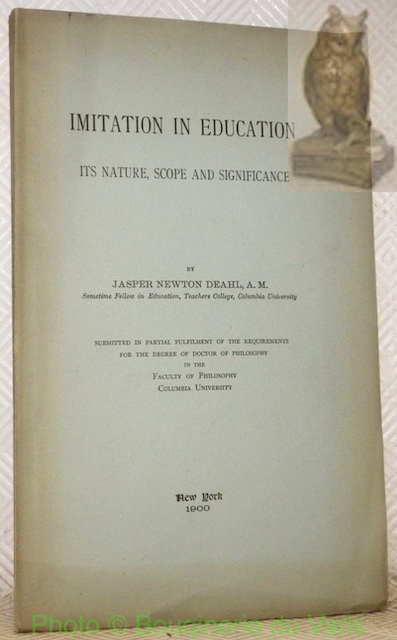 IMITATION IN EDUCATION
ITS NATURE, SCOPE AND SIGNIFICANCE
BY
JASPER NEWTON DEAHL, A. M.
Sometime Fellow in Education, Teachers College, Columbia University
SUBMITTED IN PARTIAL FULFILMENT OF THE REQUIREMENTS
FOR THE DEGREE OF DOCTOR OF PHILOSOPHY
IN THE
FACULTY OF PHILOSOPHY
COLUMBIA UNIVERSITY
New York
1900
Photo © Bouquinerie du Varis